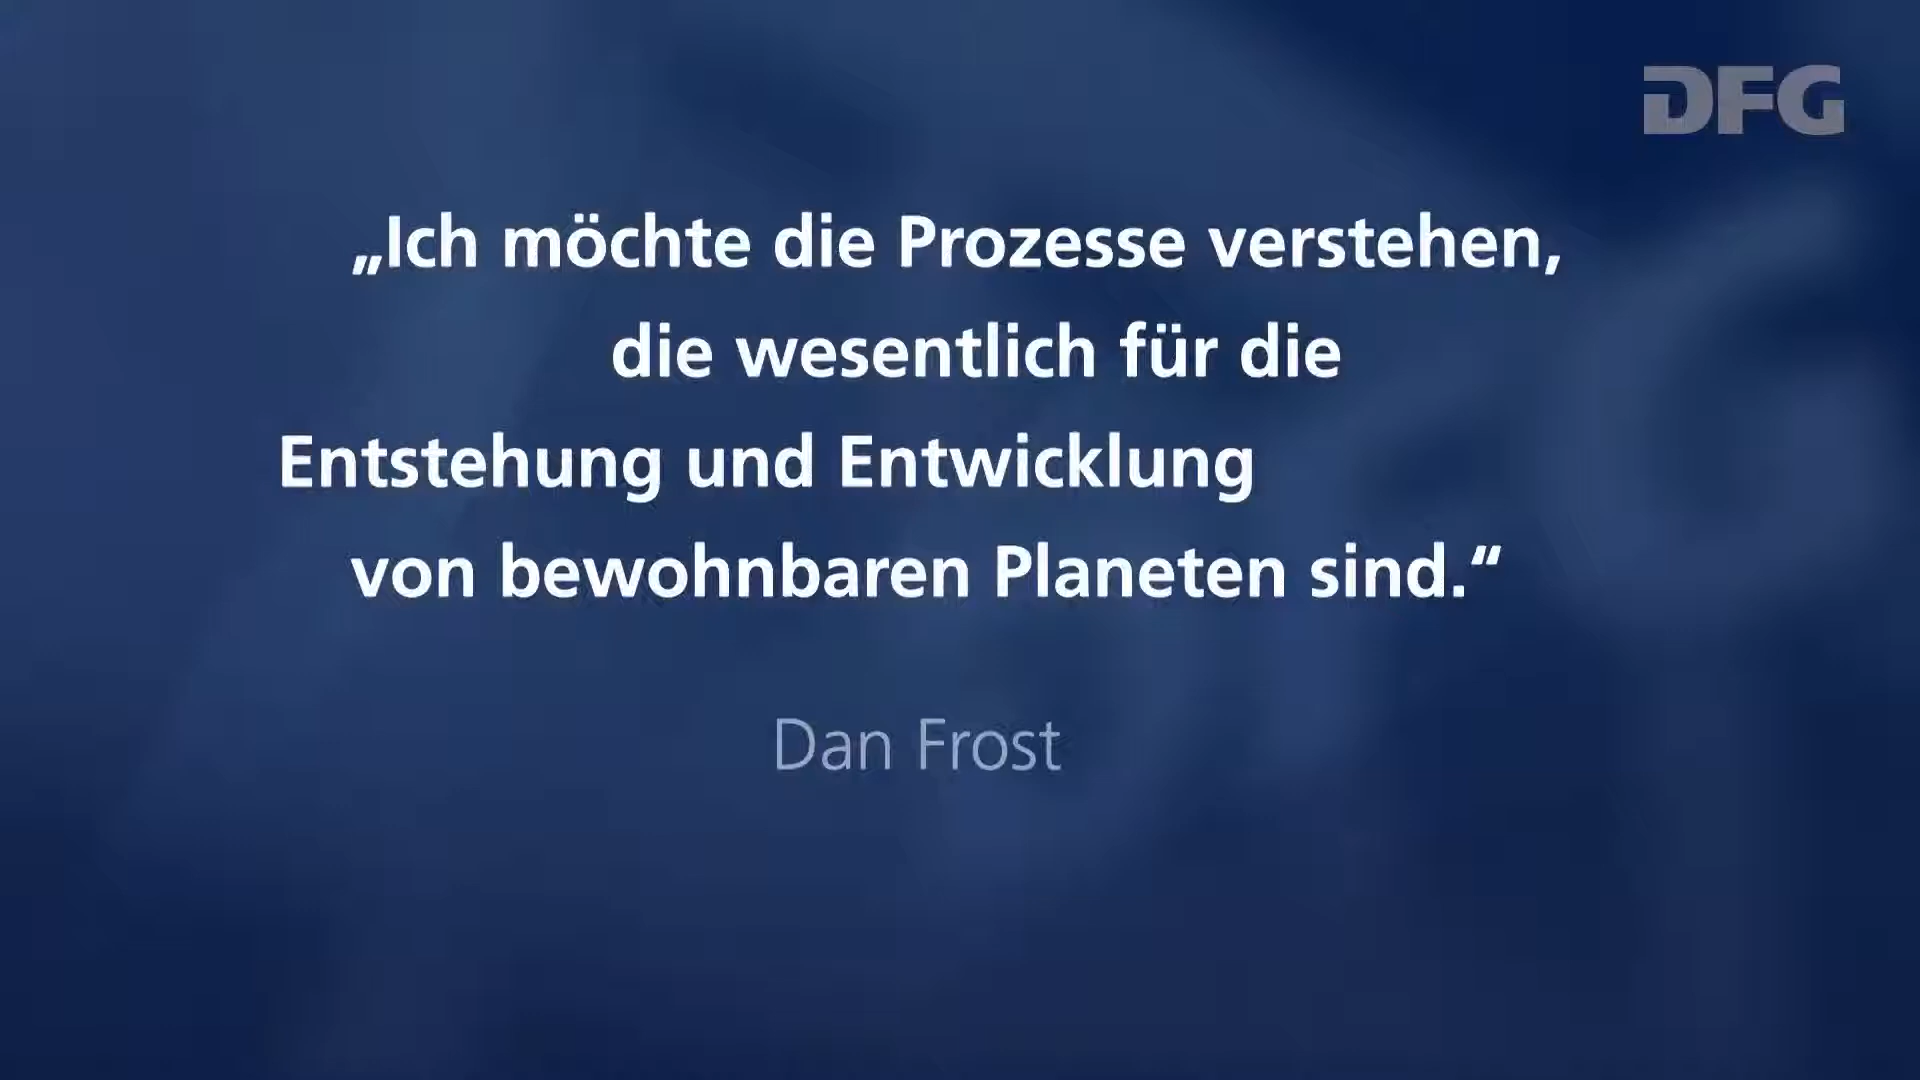 DFG
„Ich möchte die Prozesse verstehen,
die wesentlich für die
Entstehung und Entwicklung
von bewohnbaren Planeten sind.“
Dan Frost